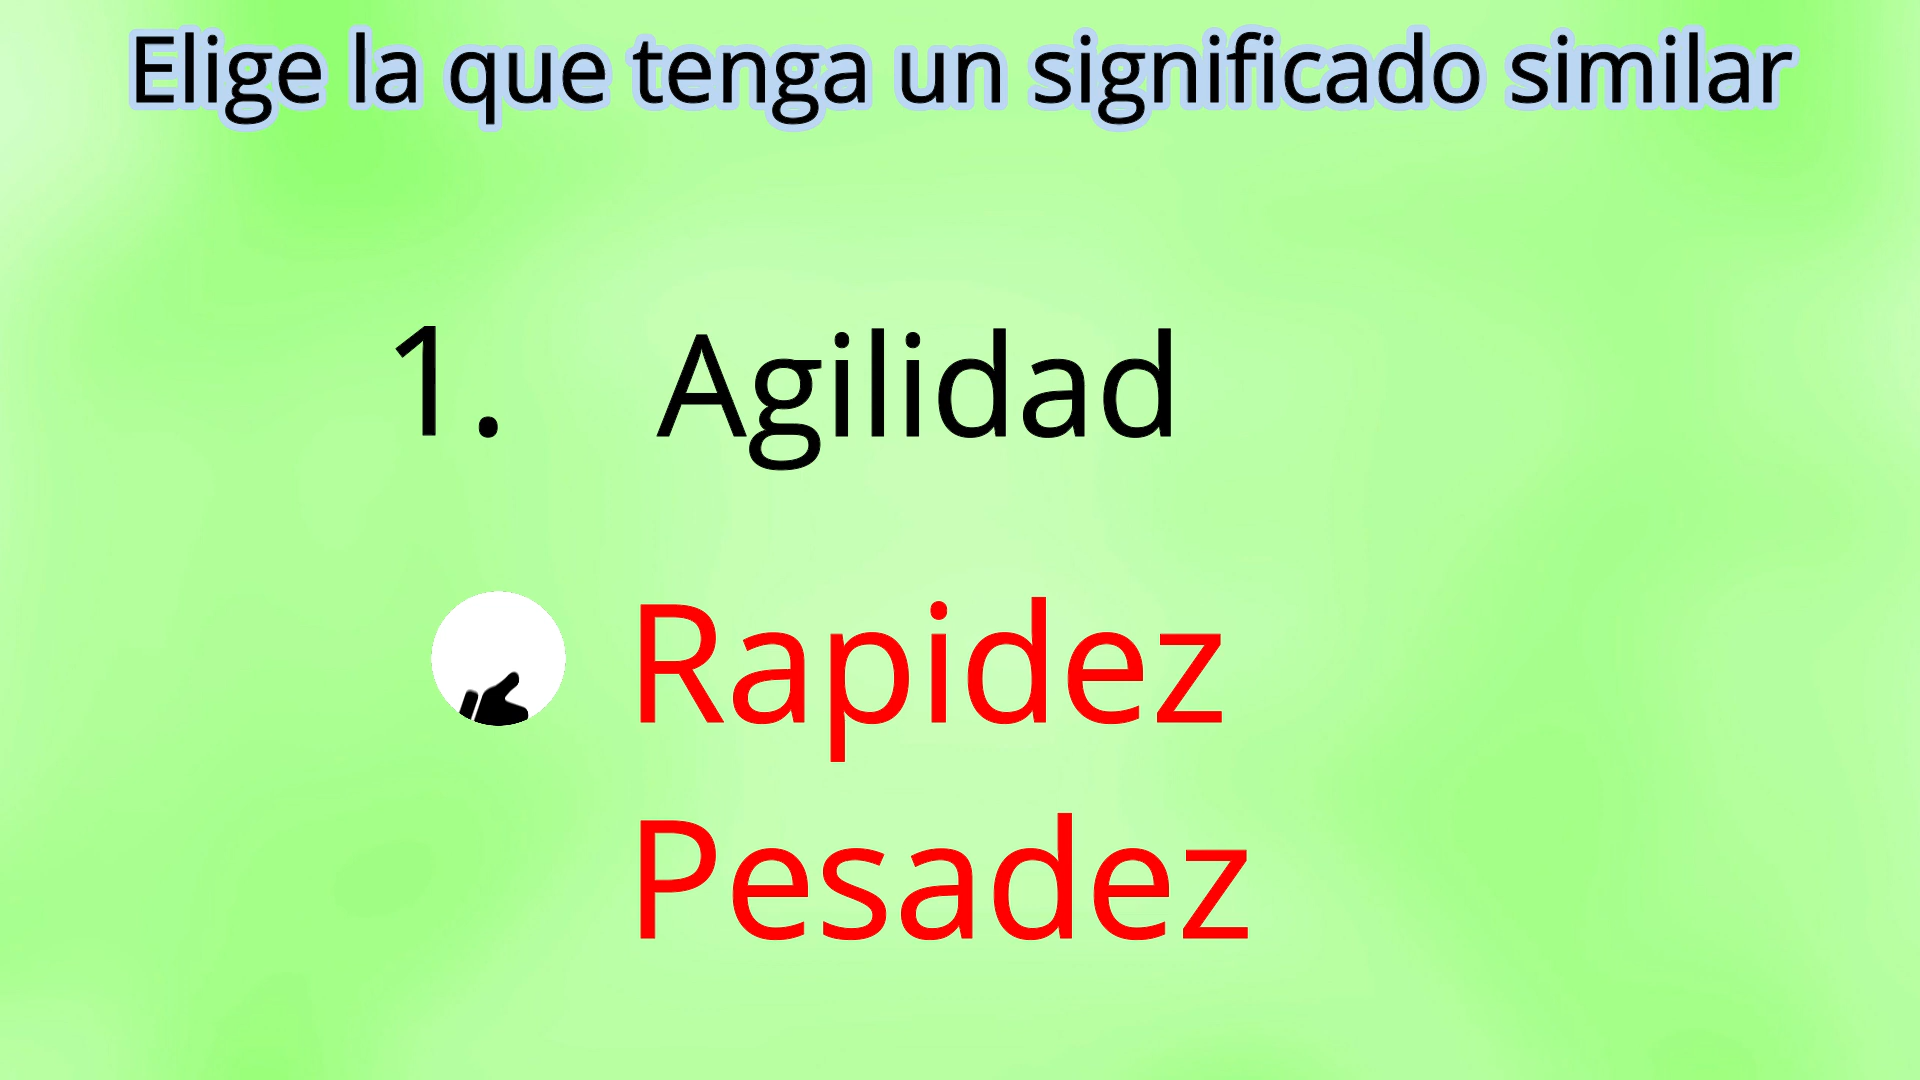 Elige la que tenga un significado similar
1. Agilidad
Rapidez
Pesadez